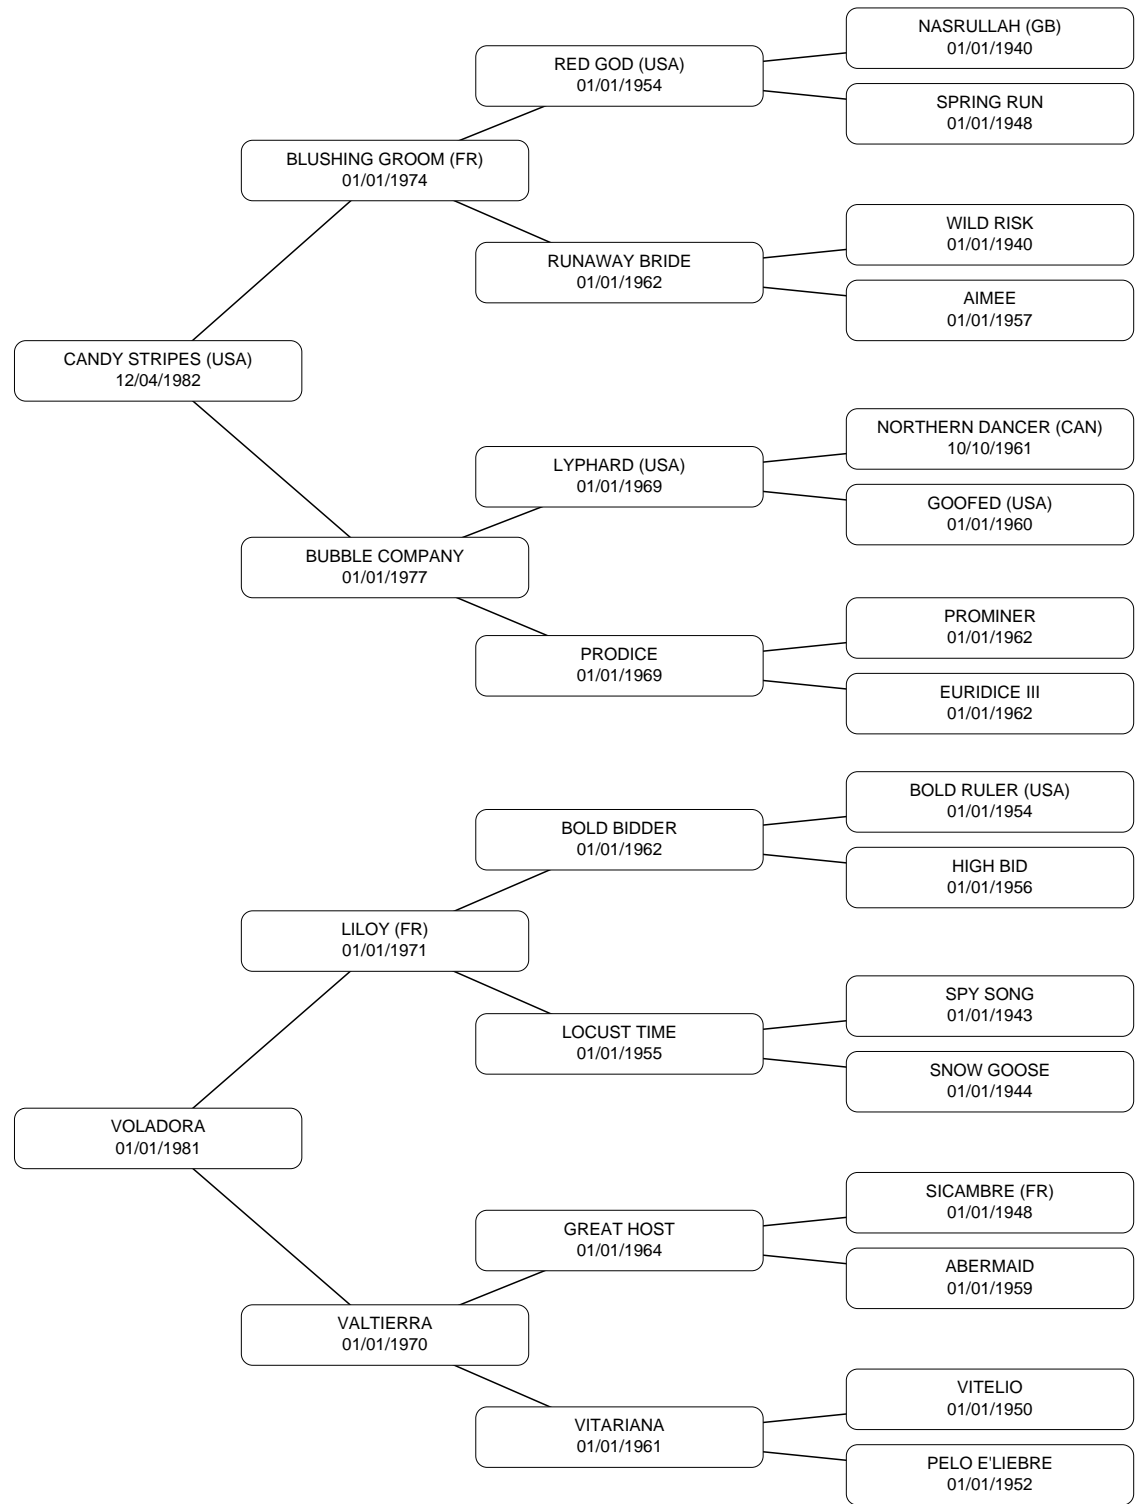 NASRULLAH (GB)
01/01/1940
RED GOD (USA)
01/01/1954
SPRING RUN
01/01/1948
BLUSHING GROOM (FR)
01/01/1974
WILD RISK
01/01/1940
RUNAWAY BRIDE
01/01/1962
AIMEE
01/01/1957
CANDY STRIPES (USA)
12/04/1982
NORTHERN DANCER (CAN)
10/10/1961
LYPHARD (USA)
01/01/1969
GOOFED (USA)
01/01/1960
BUBBLE COMPANY
01/01/1977
PROMINER
01/01/1962
PRODICE
01/01/1969
EURIDICE III
01/01/1962
BOLD RULER (USA)
01/01/1954
BOLD BIDDER
01/01/1962
HIGH BID
01/01/1956
LILOY (FR)
01/01/1971
SPY SONG
01/01/1943
LOCUST TIME
01/01/1955
SNOW GOOSE
01/01/1944
VOLADORA
01/01/1981
SICAMBRE (FR)
01/01/1948
GREAT HOST
01/01/1964
ABERMAID
01/01/1959
VALTIERRA
01/01/1970
VITELIO
01/01/1950
VITARIANA
01/01/1961
PELO E'LIEBRE
01/01/1952